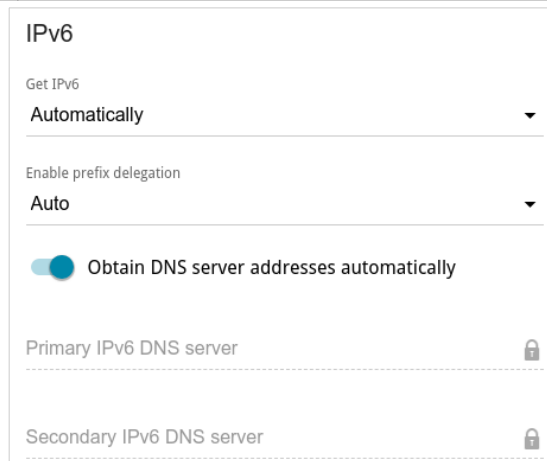 IPv6
Get IPv6
Automatically
Enable prefix delegation
Auto
Obtain DNS server addresses automatically
Primary IPv6 DNS server
Secondary IPv6 DNS server